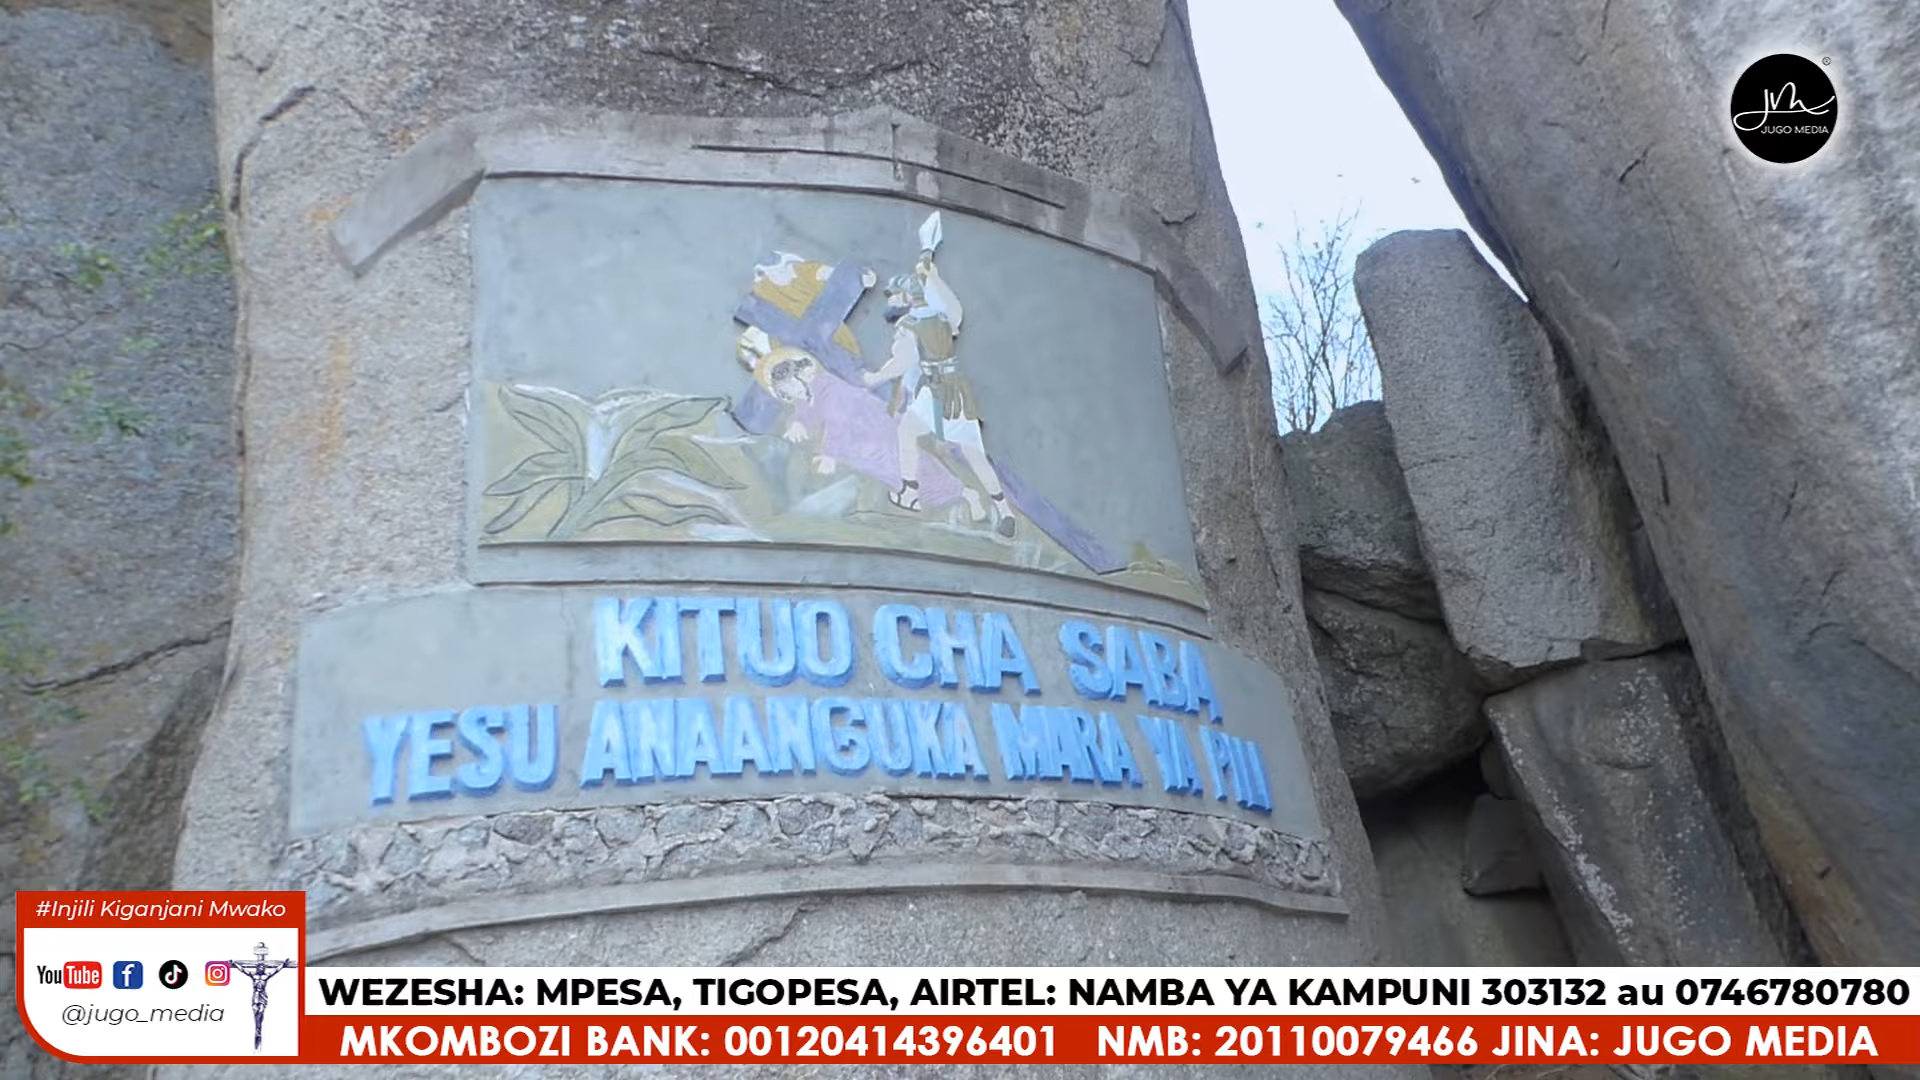 JM
JUGO MEDIA
KITUO CHA SABA
YESU ANAANGUKA MARA YA PILI
#Injili Kiganjani Mwako
YouTube
@jugo_media
WEZESHA: MPESA, TIGOPESA, AIRTEL: NAMBA YA KAMPUNI 303132 au 0746780780
MKOMBOZI BANK: 00120414396401 NMB: 20110079466 JINA: JUGO MEDIA